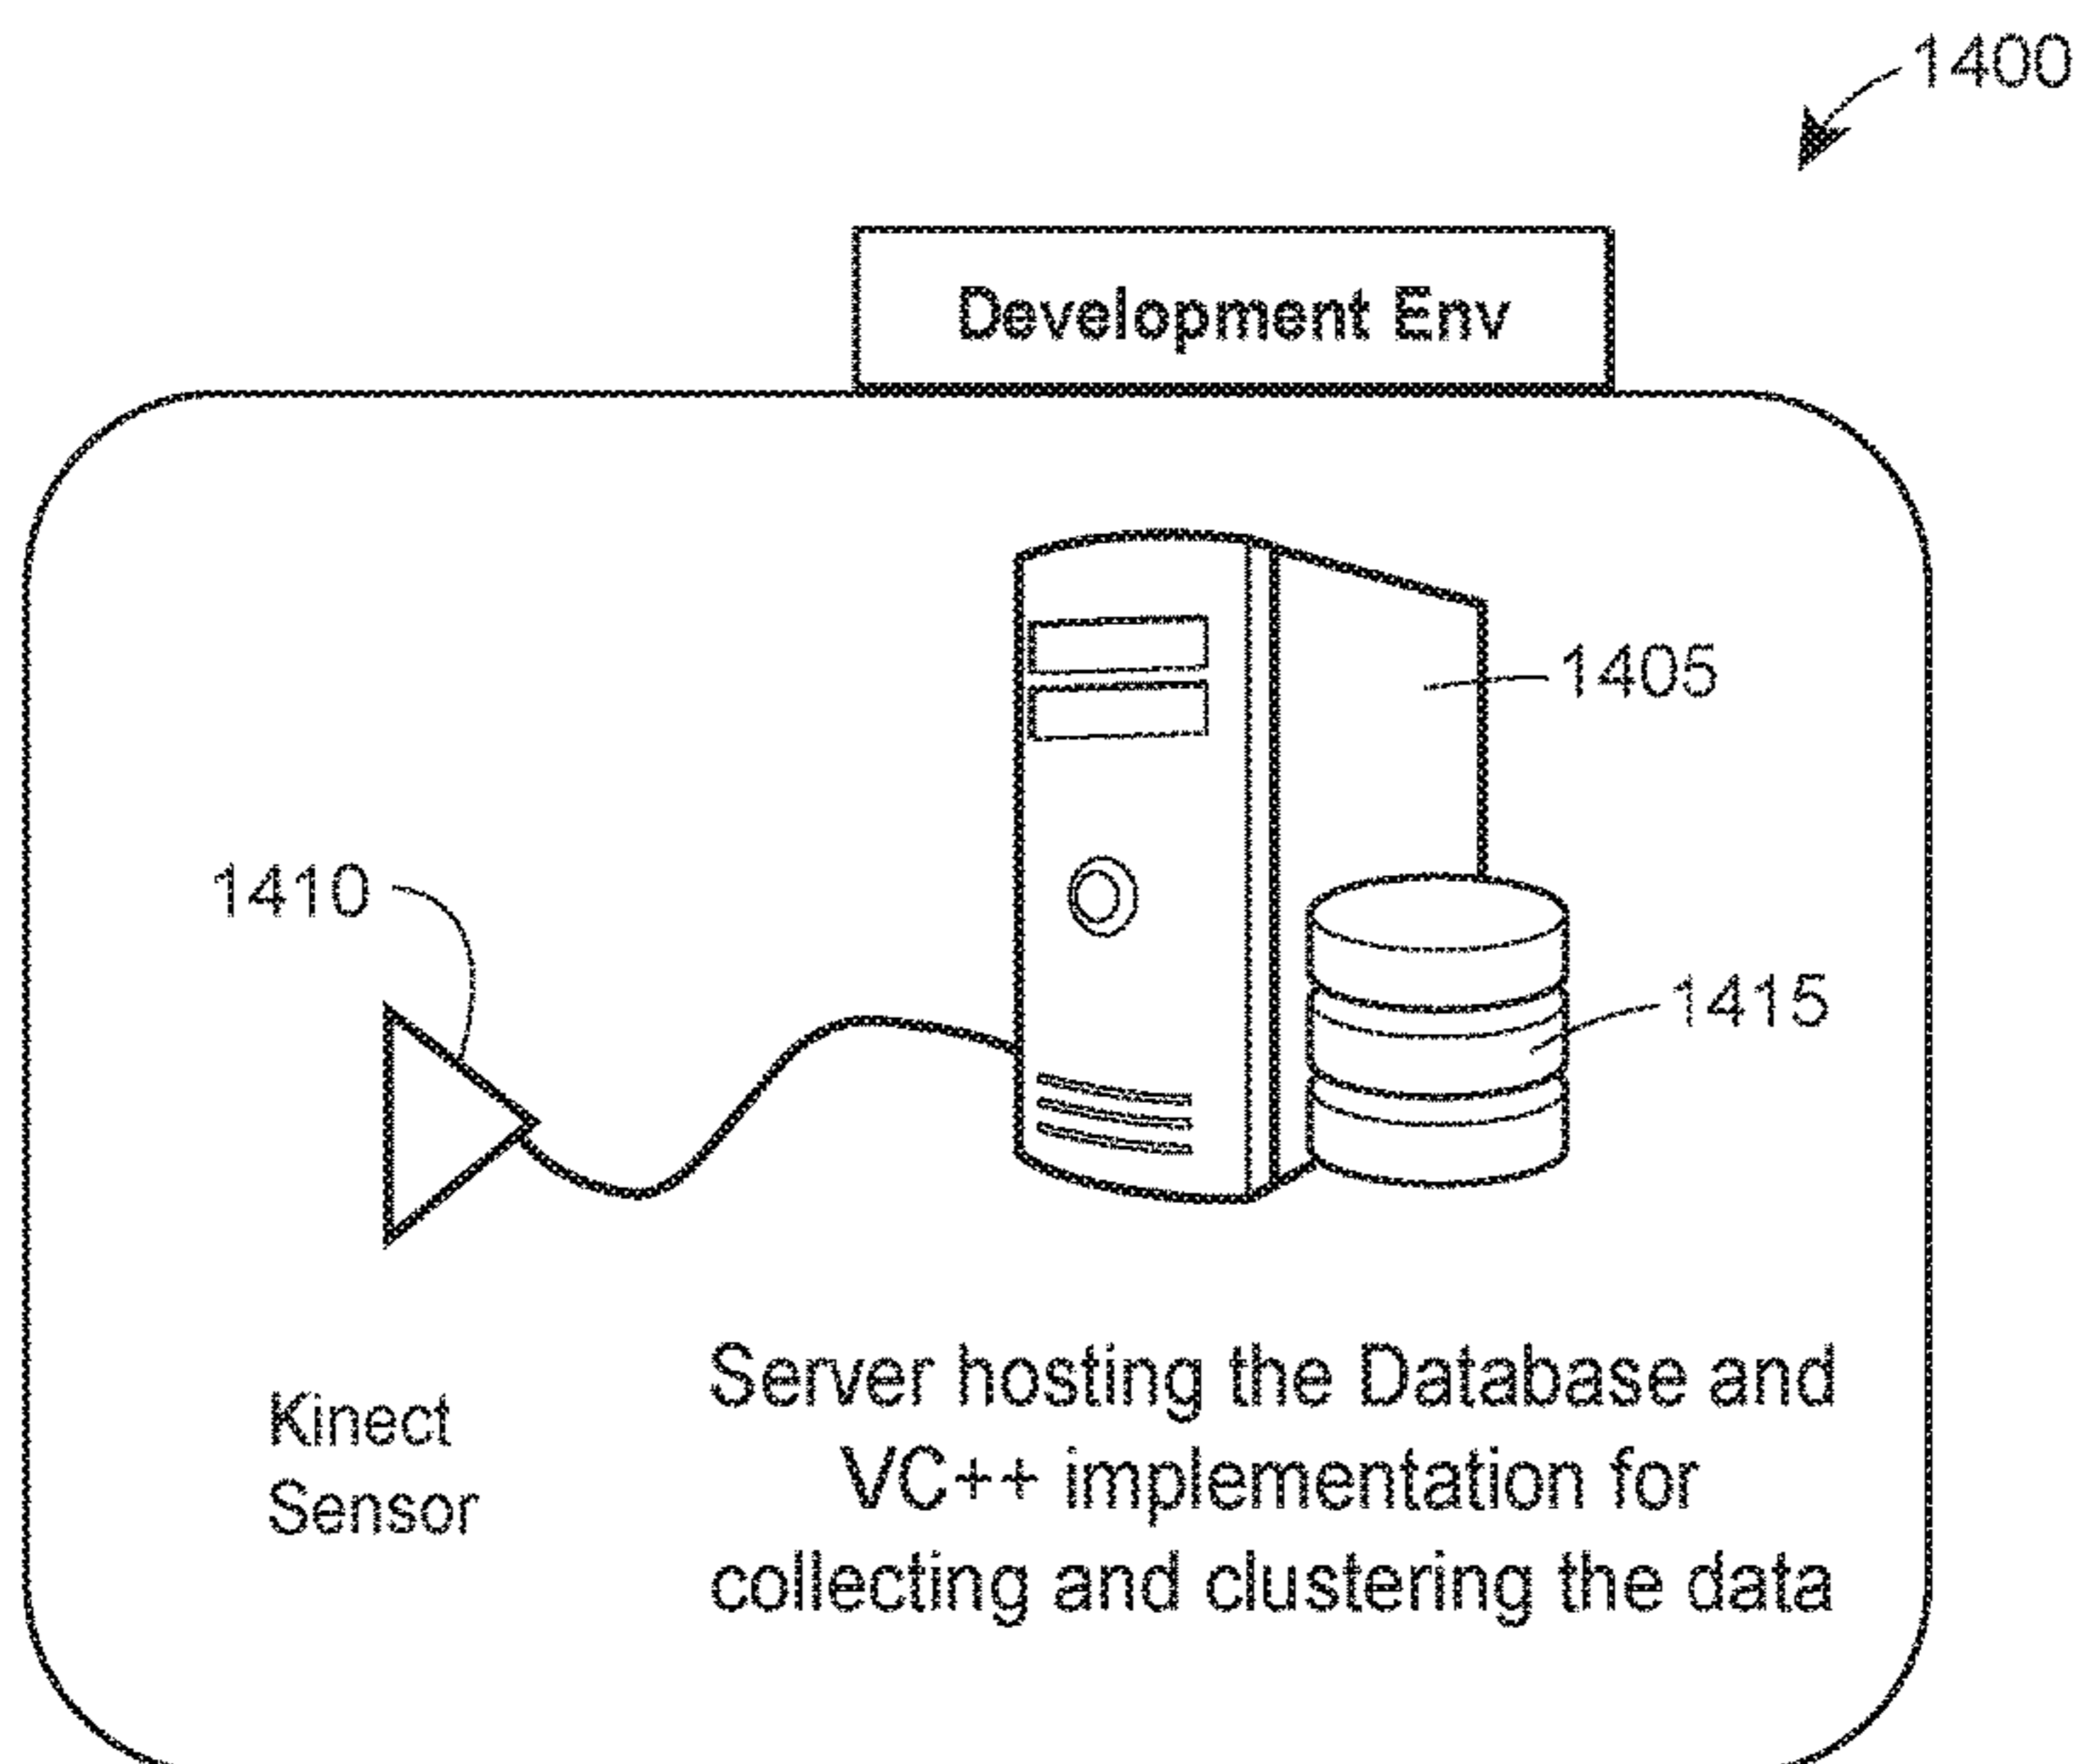 1400
Development Env
1405
1410
1415
Kinect
Sensor
Server hosting the Database and
VC++ implementation for
collecting and clustering the data